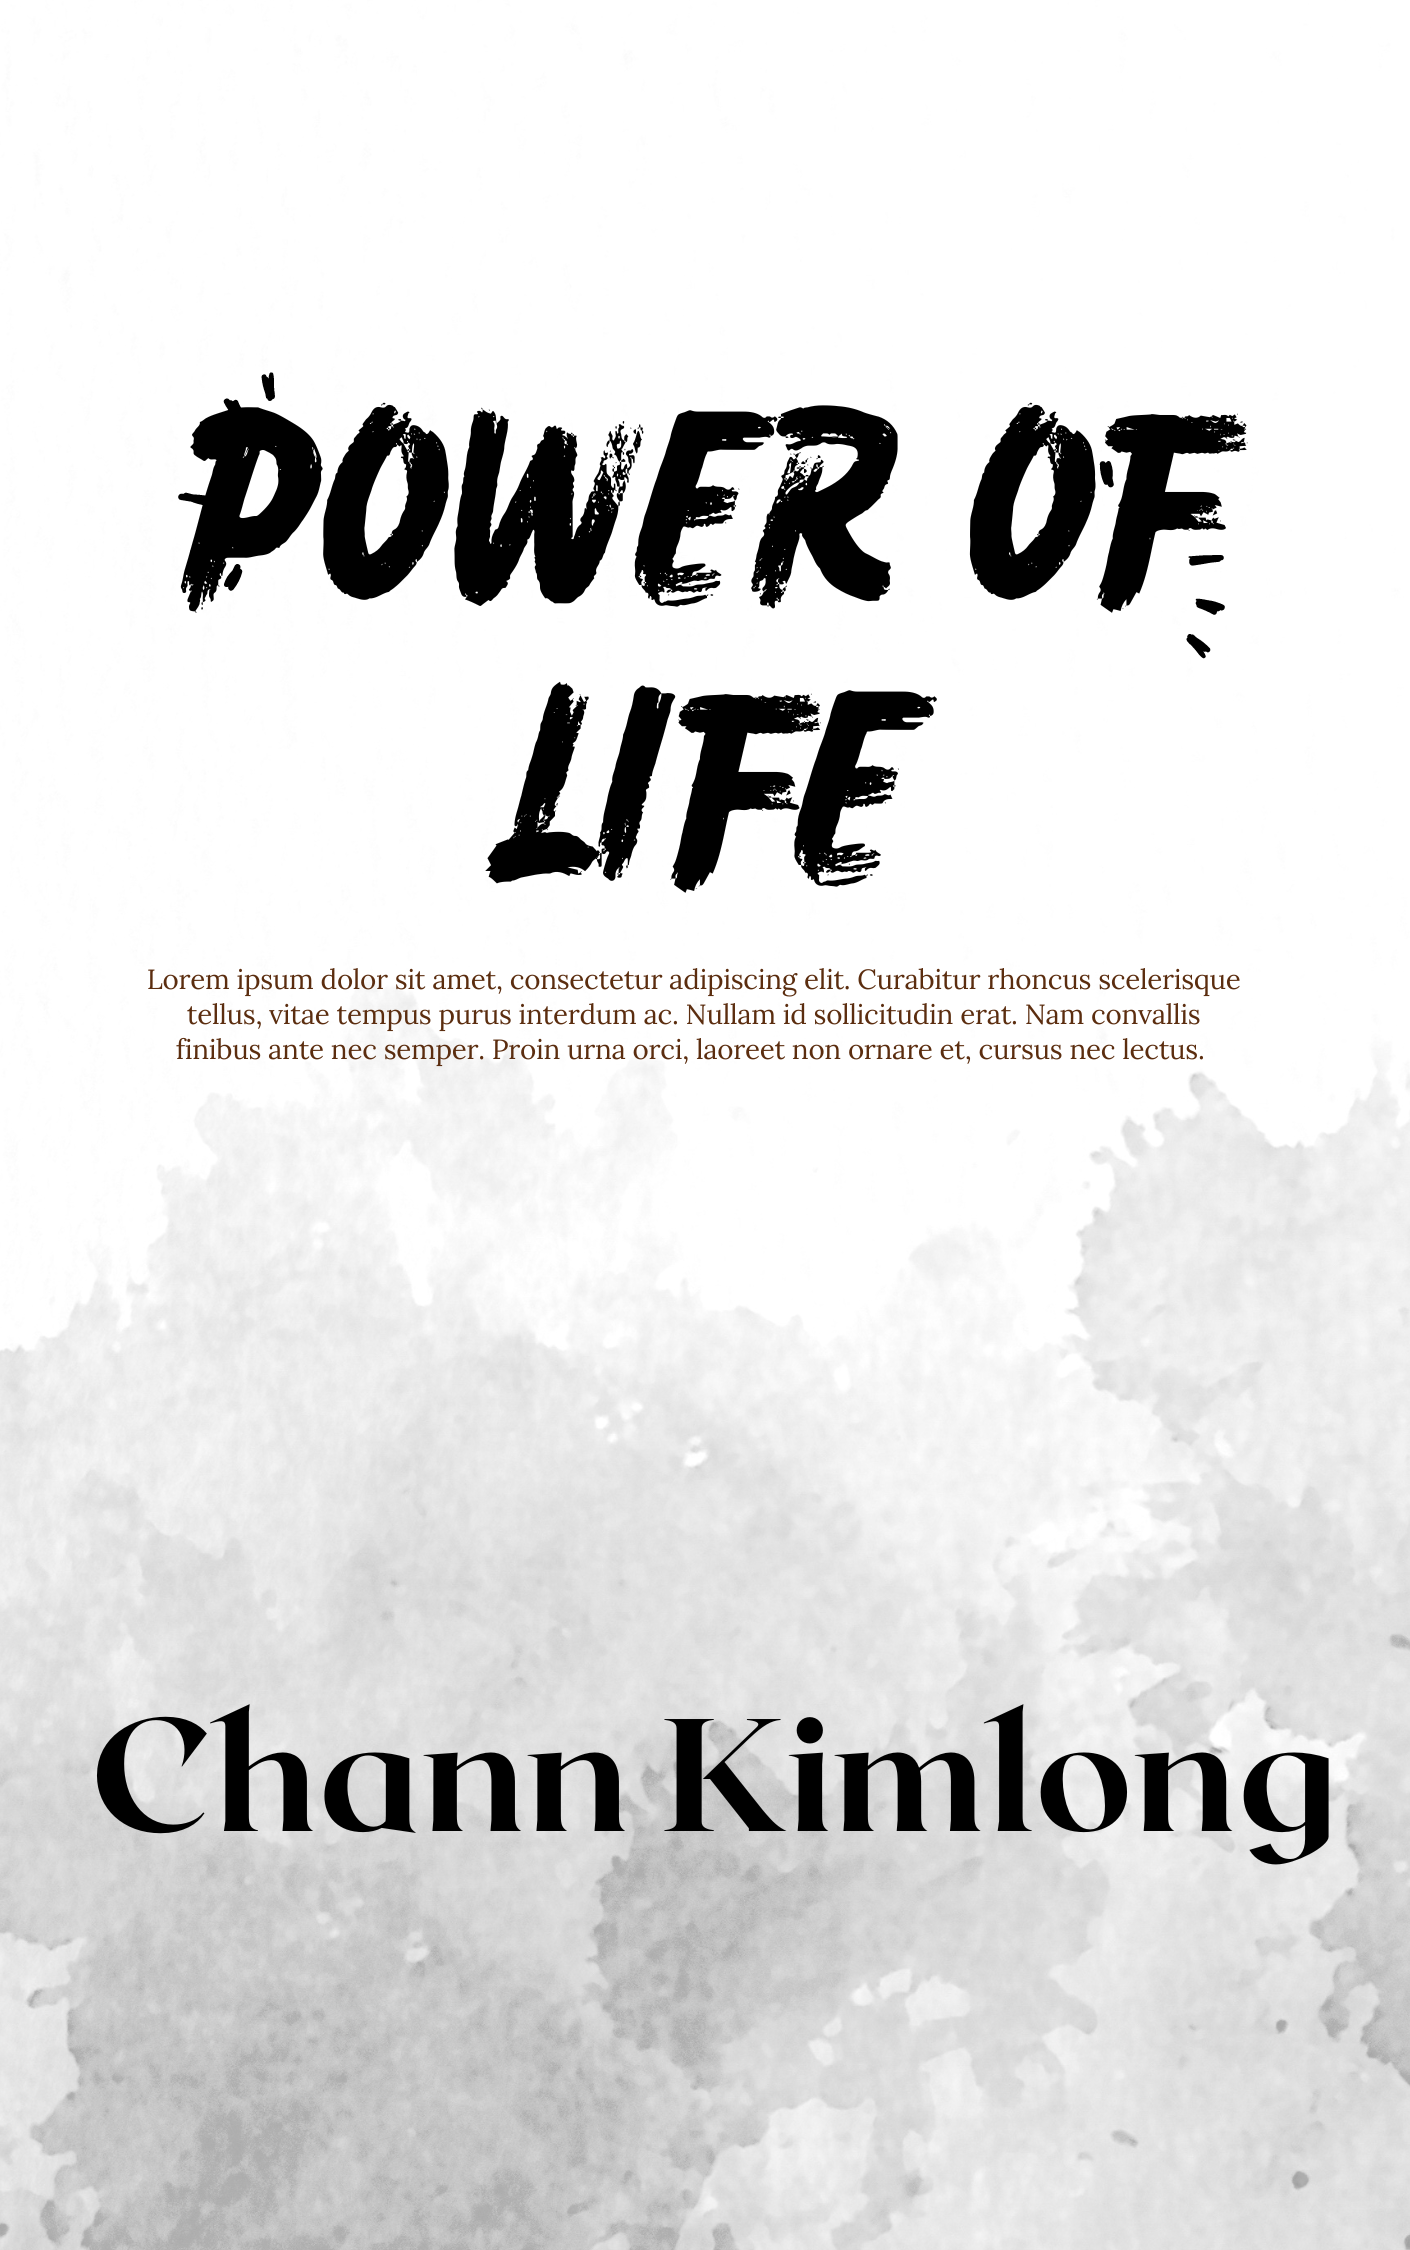 POWER OF
LIFE
Lorem ipsum dolor sit amet, consectetur adipiscing elit. Curabitur rhoncus scelerisque
tellus, vitae tempus purus interdum ac. Nullam id sollicitudin erat. Nam convallis
finibus ante nec semper. Proin urna orci, laoreet non ornare et, cursus nec lectus.
Chann Kimlong